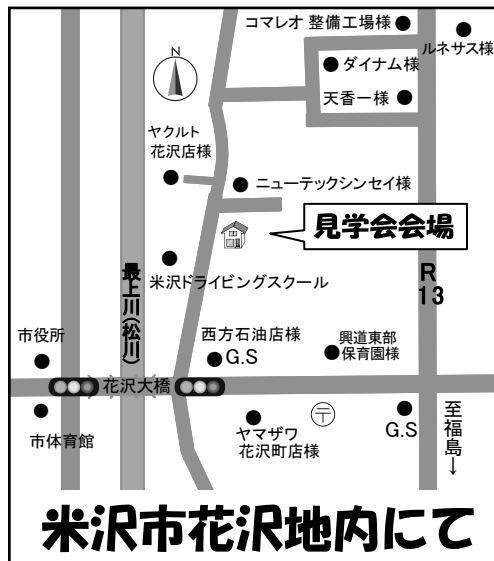 コマレオ 整備工場様
ルネサス様
N
ダイナム様
天香一様
ヤクルト
花沢店様
ニューテックシンセイ様
見学会会場
米沢ドライビングスクール
最上川(松川)
R
13
市役所
西方石油店様
G.S
興道東部
保育園様
花沢大橋
市体育館
ヤマザワ
花沢町店様
〒
G.S
至福島→
米沢市花沢地内にて